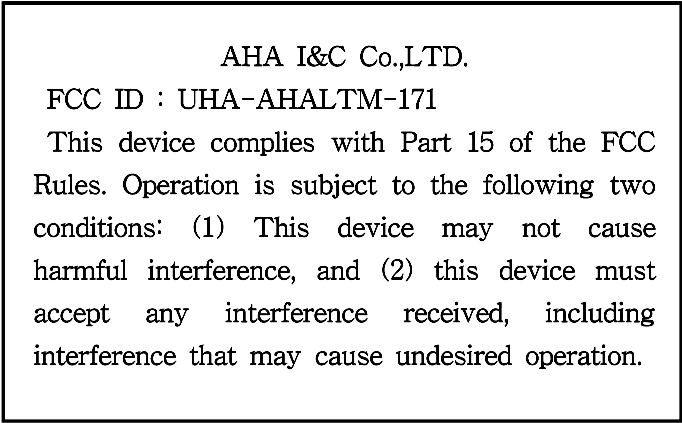 AHA I&C Co.,LTD.
FCC ID : UHA-AHALTM-171
This device complies with Part 15 of the FCC
Rules. Operation is subject to the following two
conditions: (1) This device may not cause
harmful interference, and (2) this device must
accept any interference received, including
interference that may cause undesired operation.